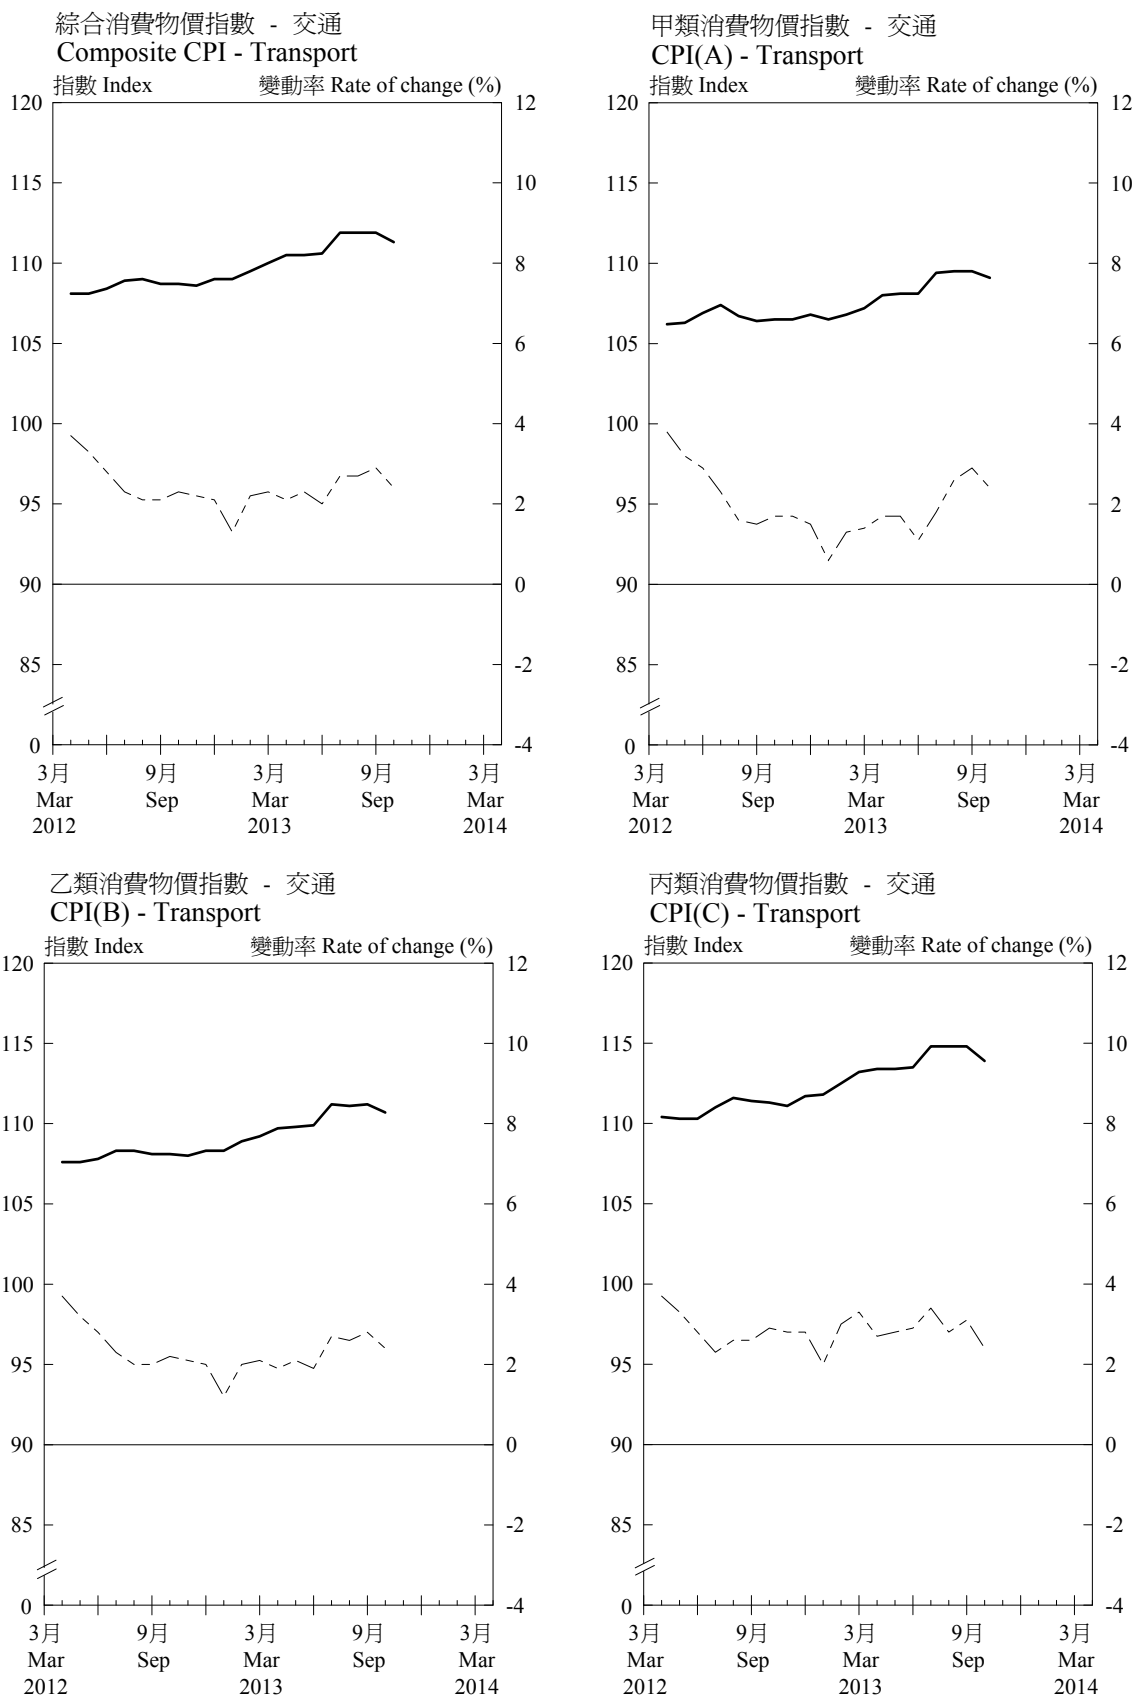 綜合消費物價指數 - 交通
Composite CPI - Transport
指數 Index 變動率 Rate of change (%)
120 12
115 10
110 8
105 6
100 4
95 2
90 0
85 -2
0 -4
3月 9月 3月 9月 3月
Mar Sep Mar Sep Mar
2012 2013 2014
甲類消費物價指數 - 交通
CPI(A) - Transport
指數 Index 變動率 Rate of change (%)
120 12
115 10
110 8
105 6
100 4
95 2
90 0
85 -2
0 -4
3月 9月 3月 9月 3月
Mar Sep Mar Sep Mar
2012 2013 2014
乙類消費物價指數 - 交通
CPI(B) - Transport
指數 Index 變動率 Rate of change (%)
120 12
115 10
110 8
105 6
100 4
95 2
90 0
85 -2
0 -4
3月 9月 3月 9月 3月
Mar Sep Mar Sep Mar
2012 2013 2014
丙類消費物價指數 - 交通
CPI(C) - Transport
指數 Index 變動率 Rate of change (%)
120 12
115 10
110 8
105 6
100 4
95 2
90 0
85 -2
0 -4
3月 9月 3月 9月 3月
Mar Sep Mar Sep Mar
2012 2013 2014